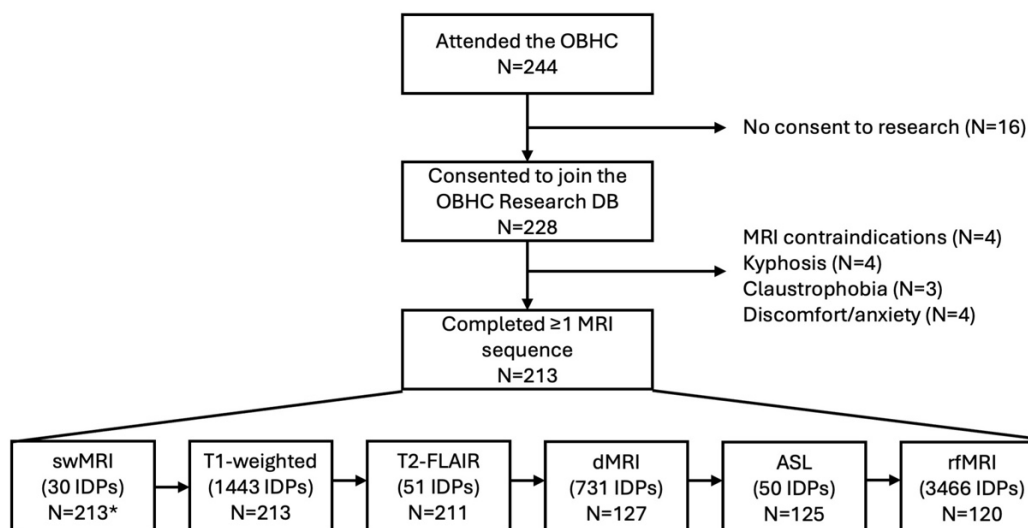 Attended the OBHC
N=244
No consent to research (N=16)
Consented to join the
OBHC Research DB
N=228
MRI contraindications (N=4)
Kyphosis (N=4)
Claustrophobia (N=3)
Discomfort/anxiety (N=4)
Completed ≥1 MRI
sequence
N=213
swMRI
(30 IDPs)
N=213*
T1-weighted
(1443 IDPs)
N=213
T2-FLAIR
(51 IDPs)
N=211
dMRI
(731 IDPs)
N=127
ASL
(50 IDPs)
N=125
rfMRI
(3466 IDPs)
N=120